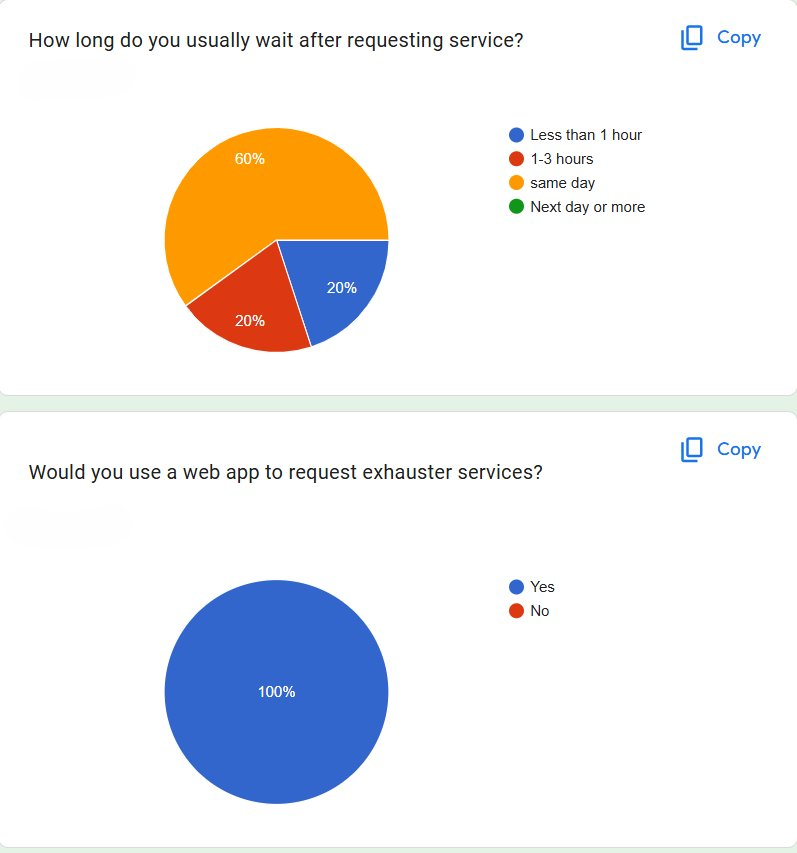 How long do you usually wait after requesting service?
Copy
60%
20%
20%
Less than 1 hour
1-3 hours
same day
Next day or more
Would you use a web app to request exhauster services?
Copy
100%
Yes
No